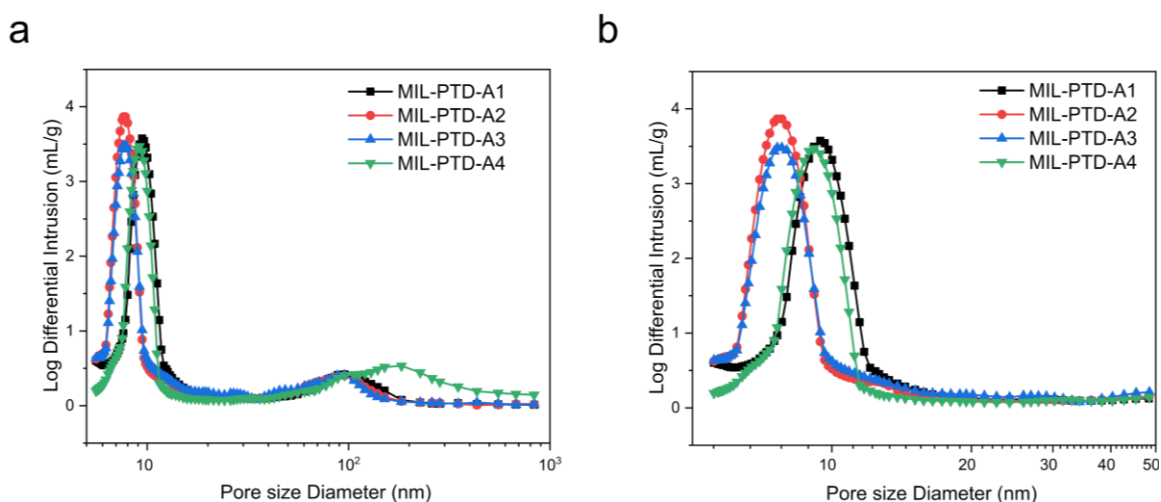 a
Log Differential Intrusion (mL/g)
4
3
2
1
0
10
10²
10³
Pore size Diameter (nm)
MIL-PTD-A1
MIL-PTD-A2
MIL-PTD-A3
MIL-PTD-A4
b
Log Differential Intrusion (mL/g)
4
3
2
1
0
10
20
30
40
50
Pore size Diameter (nm)
MIL-PTD-A1
MIL-PTD-A2
MIL-PTD-A3
MIL-PTD-A4